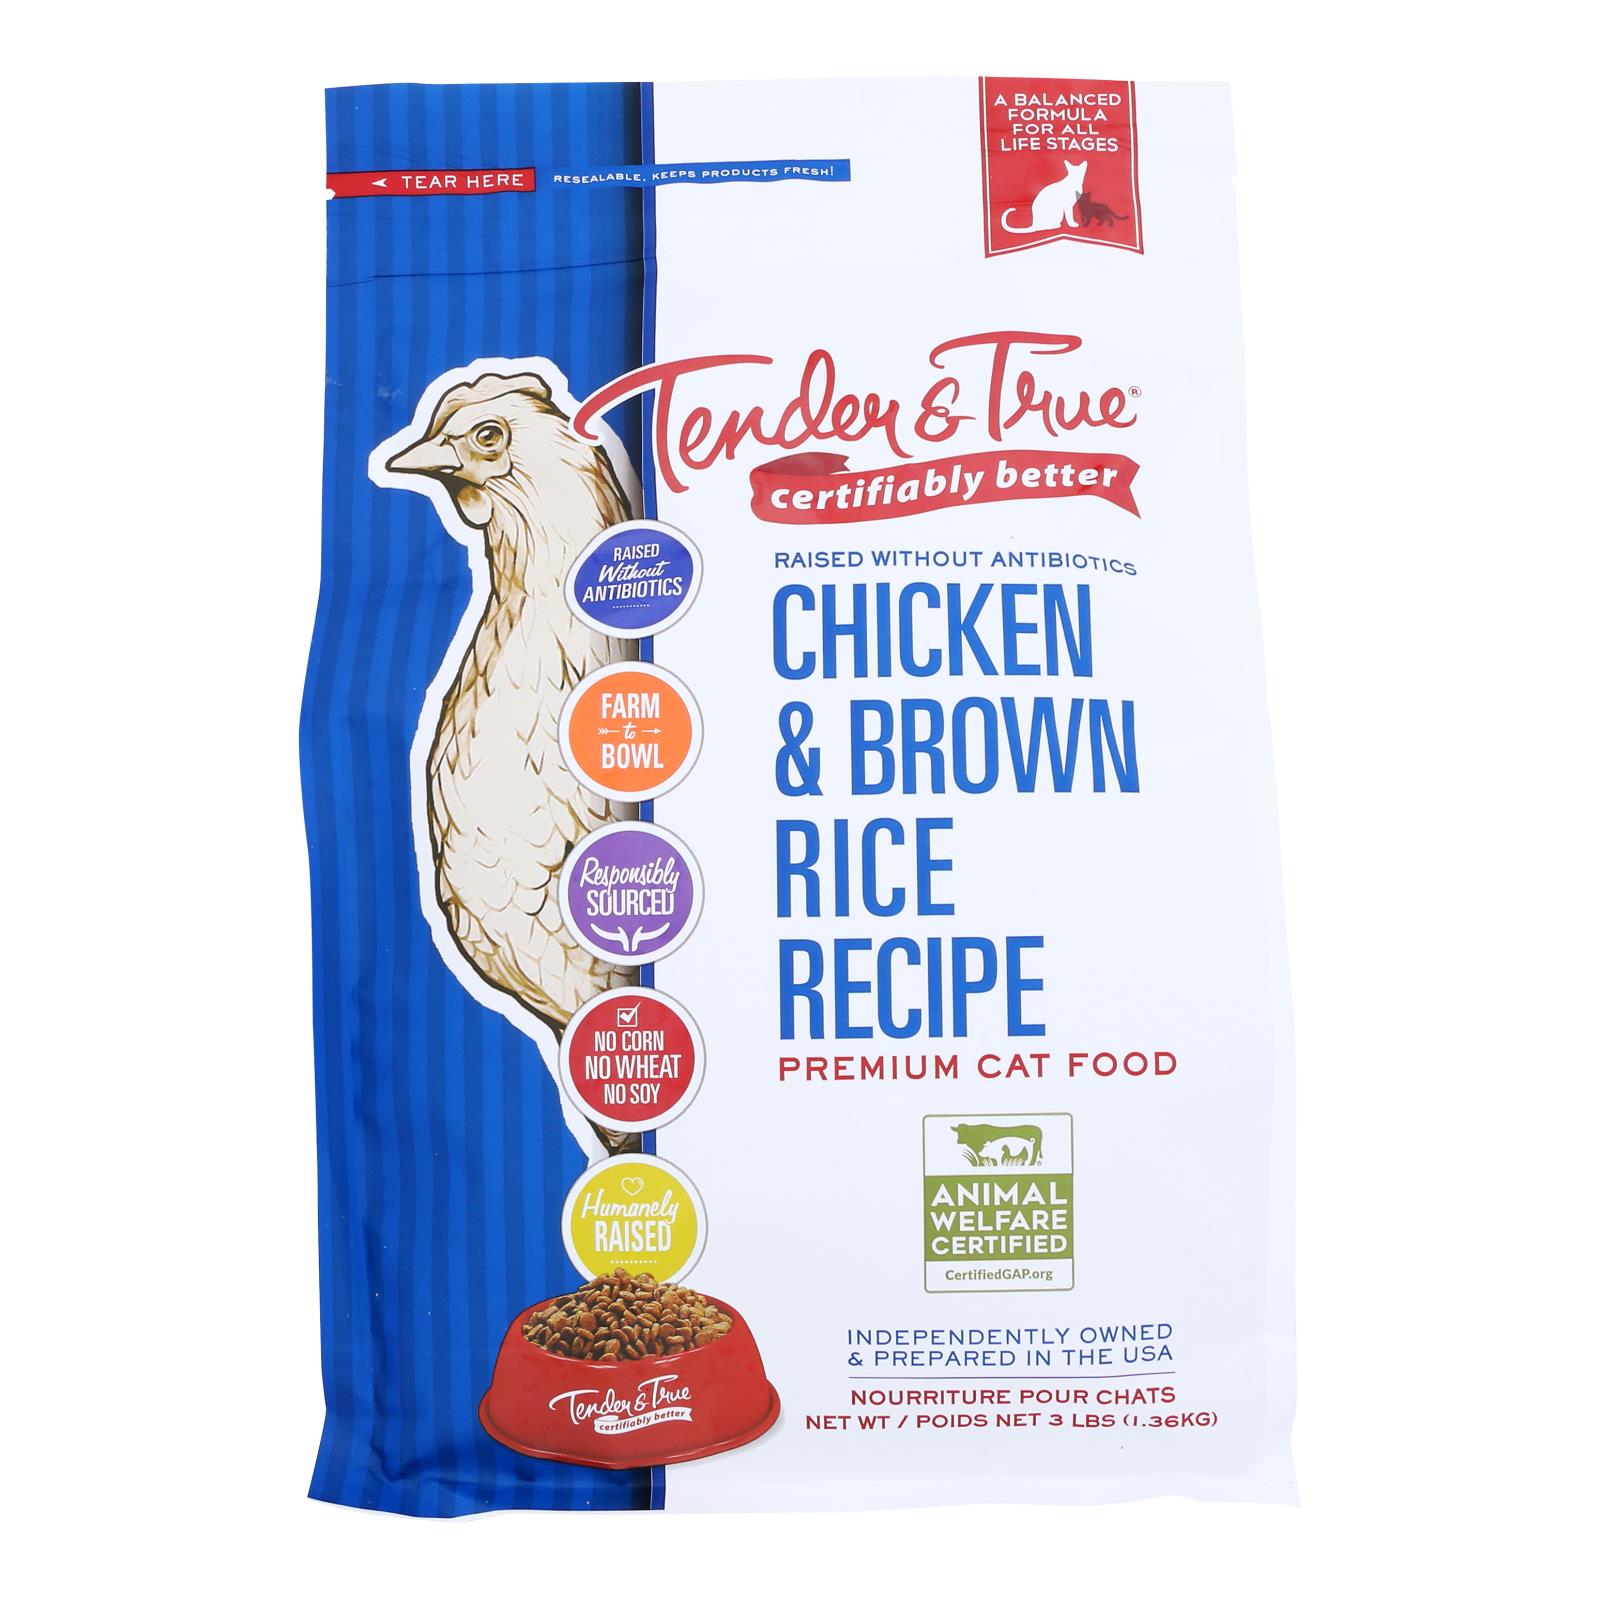 A BALANCED
FORMULA
FOR ALL
LIFE STAGES
TEAR HERE
RESEALABLE. KEEPS PRODUCTS FRESH!
Tender & True®
certifiably better
RAISED WITHOUT ANTIBIOTICS
CHICKEN
& BROWN
RICE
RECIPE
PREMIUM CAT FOOD
RAISED
Without
ANTIBIOTICS
FARM
to
BOWL
Responsibly
SOURCED
NO CORN
NO WHEAT
NO SOY
Humanely
RAISED
Tender & True
certifiably better
ANIMAL
WELFARE
CERTIFIED
CertifiedGAP.org
INDEPENDENTLY OWNED
& PREPARED IN THE USA
NOURRITURE POUR CHATS
NET WT / POIDS NET 3 LBS (1.36KG)